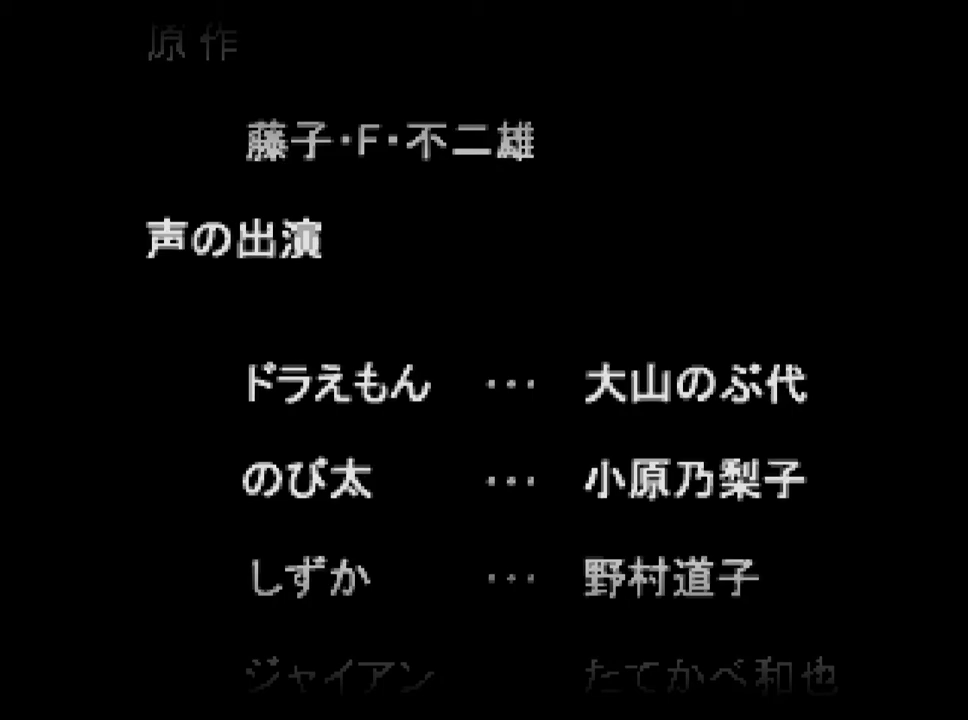 原作
藤子・F・不二雄
声の出演
ドラえもん … 大山のぶ代
のび太 … 小原乃梨子
しずか … 野村道子
ジャイアン たてかべ和也